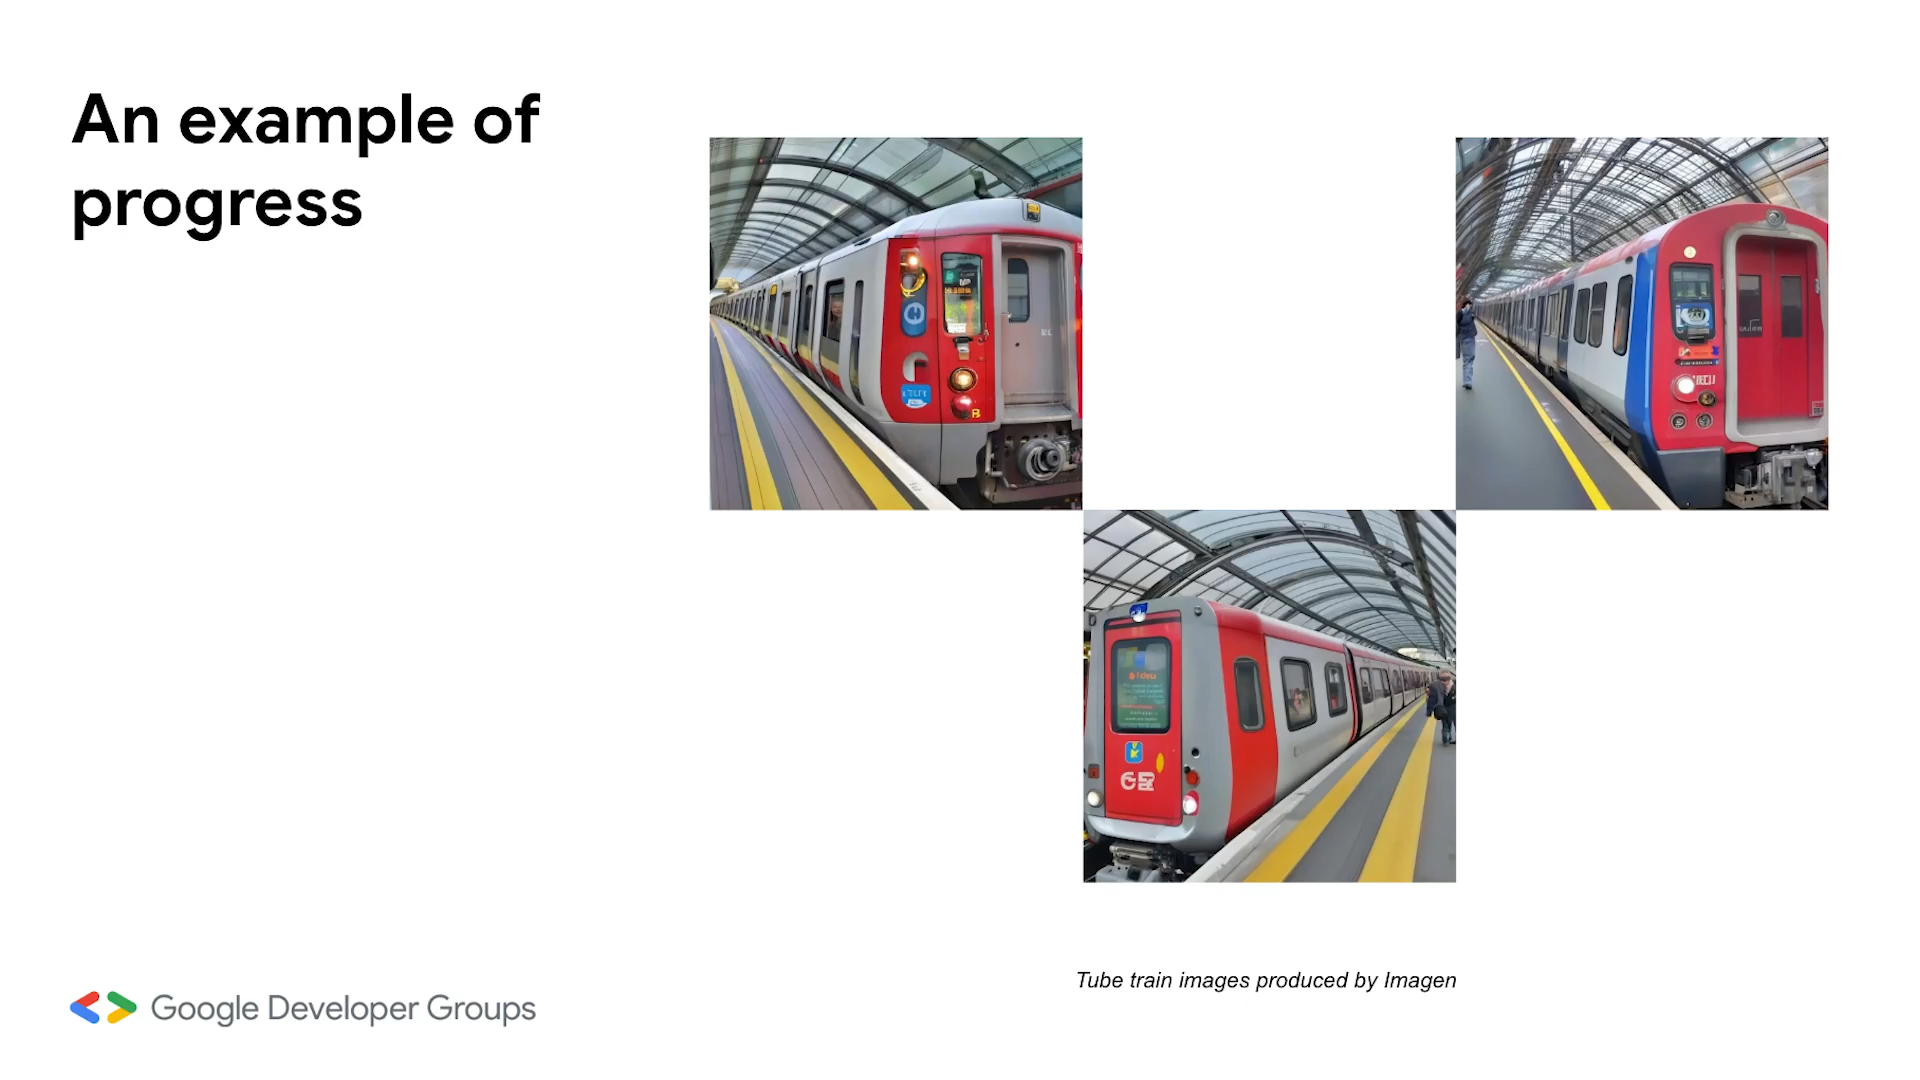 An example of
progress
Tube train images produced by Imagen
Google Developer Groups